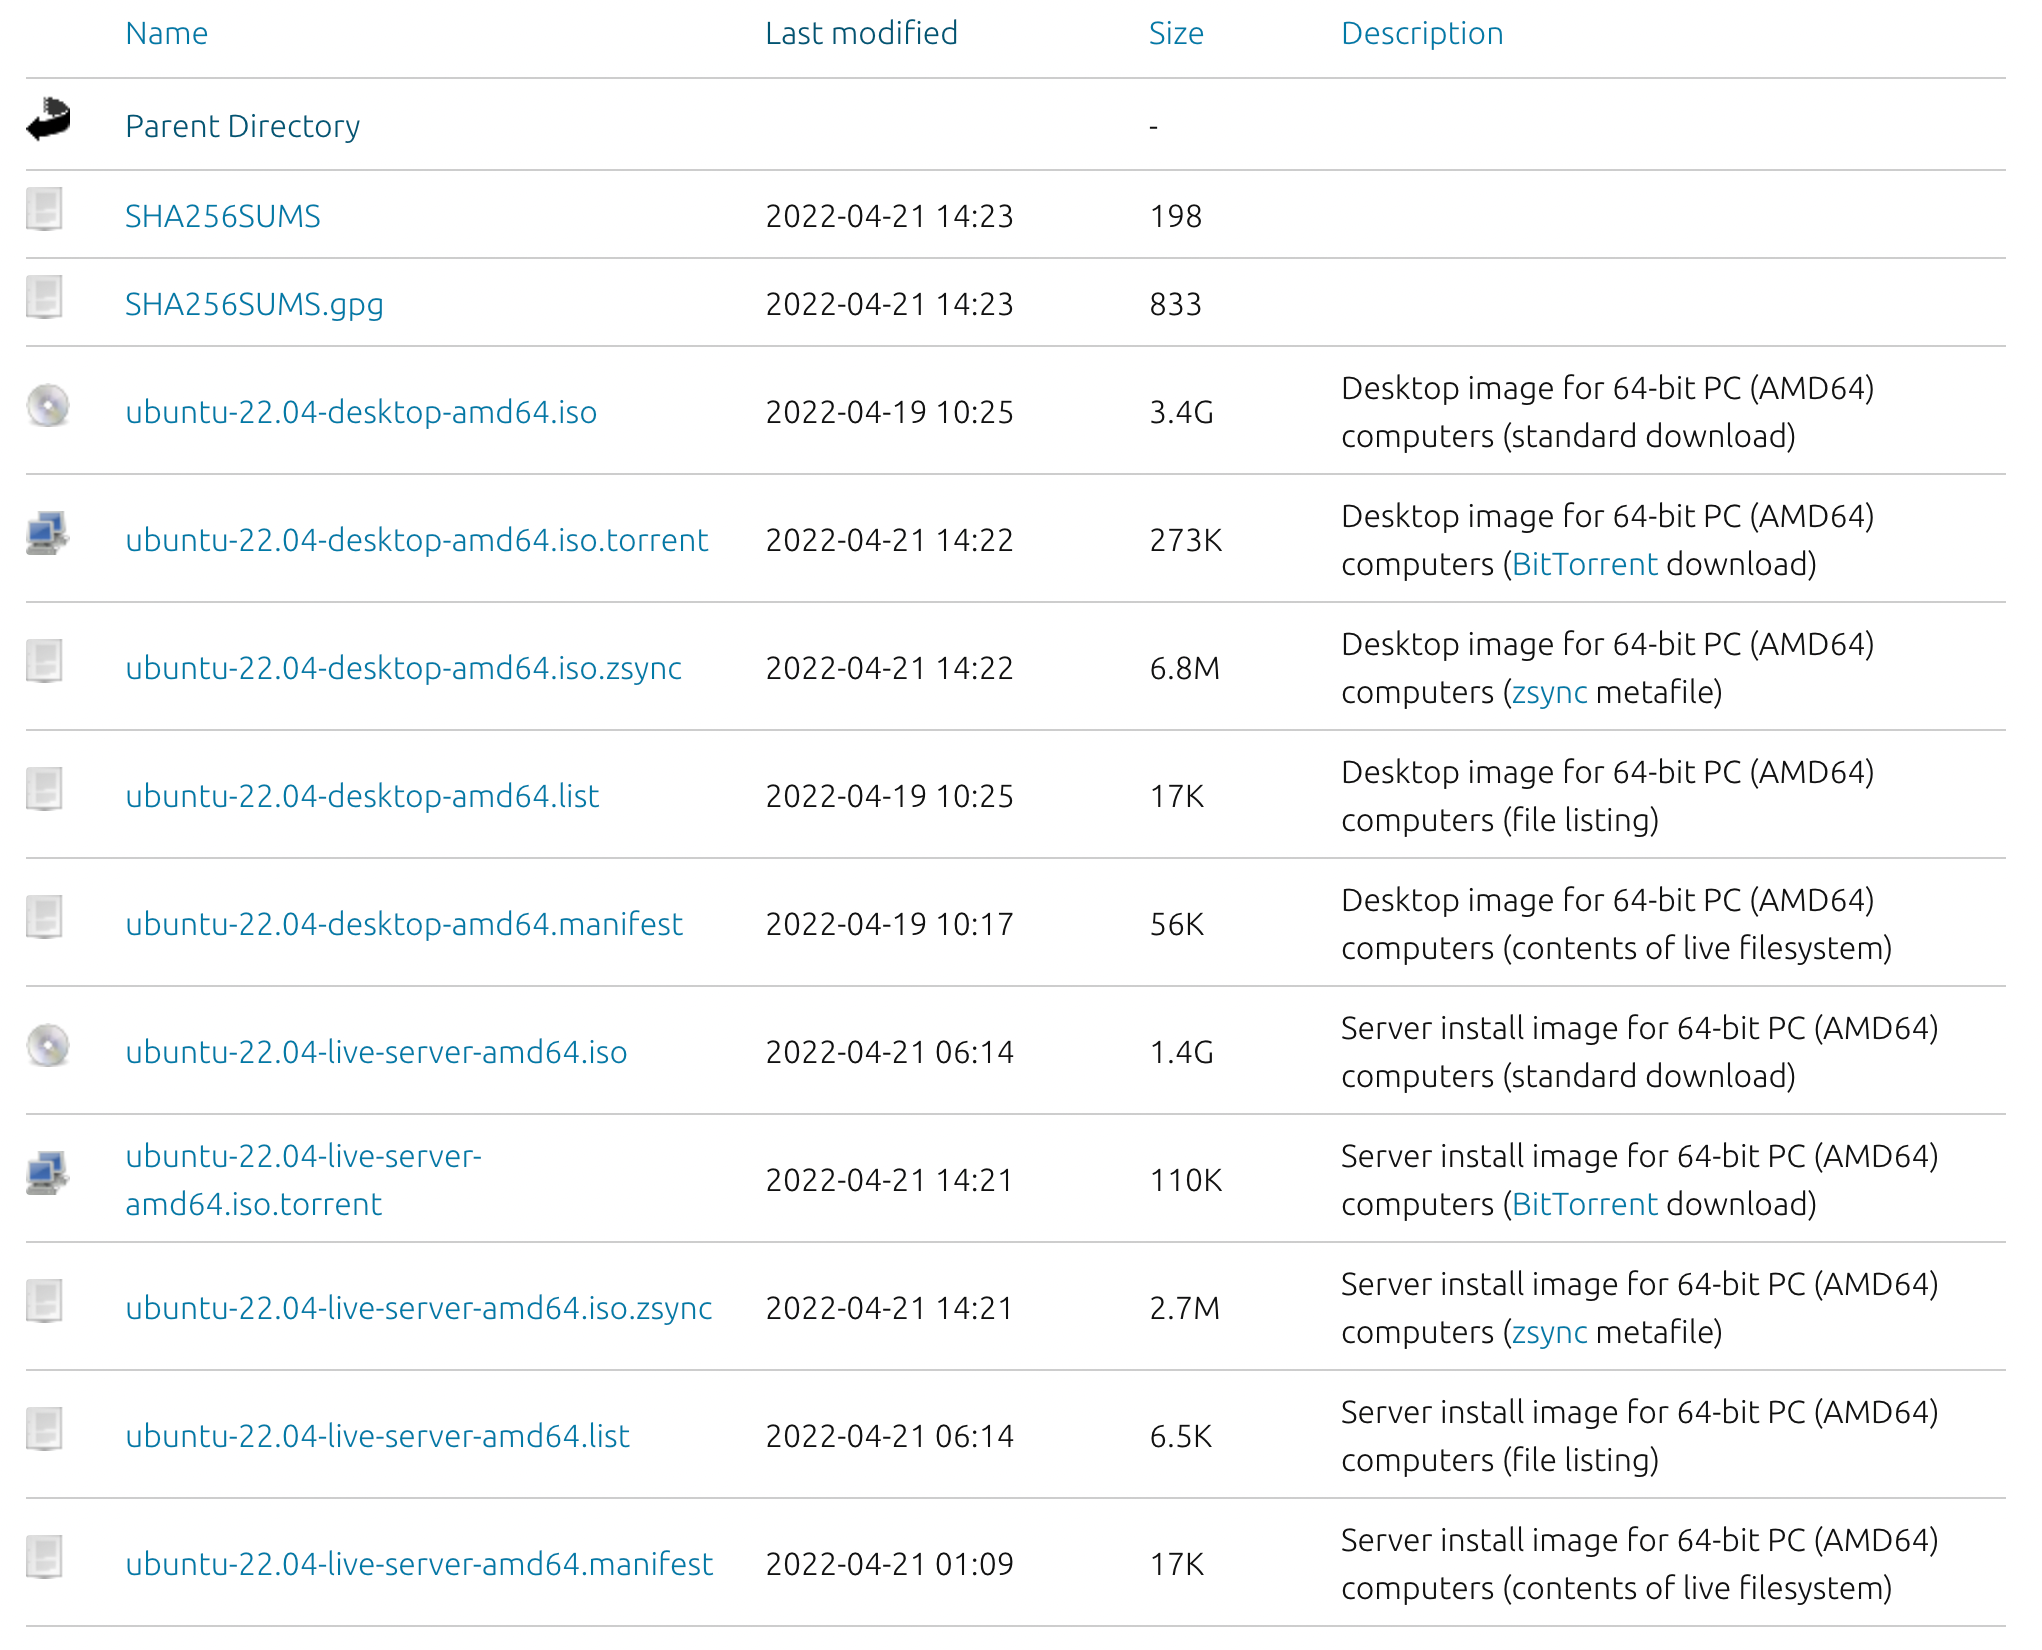 Name Last modified Size Description
Parent Directory -
SHA256SUMS 2022-04-21 14:23 198
SHA256SUMS.gpg 2022-04-21 14:23 833
ubuntu-22.04-desktop-amd64.iso 2022-04-19 10:25 3.4G Desktop image for 64-bit PC (AMD64)
computers (standard download)
ubuntu-22.04-desktop-amd64.iso.torrent 2022-04-21 14:22 273K Desktop image for 64-bit PC (AMD64)
computers (BitTorrent download)
ubuntu-22.04-desktop-amd64.iso.zsync 2022-04-21 14:22 6.8M Desktop image for 64-bit PC (AMD64)
computers (zsync metafile)
ubuntu-22.04-desktop-amd64.list 2022-04-19 10:25 17K Desktop image for 64-bit PC (AMD64)
computers (file listing)
ubuntu-22.04-desktop-amd64.manifest 2022-04-19 10:17 56K Desktop image for 64-bit PC (AMD64)
computers (contents of live filesystem)
ubuntu-22.04-live-server-amd64.iso 2022-04-21 06:14 1.4G Server install image for 64-bit PC (AMD64)
computers (standard download)
ubuntu-22.04-live-server-
amd64.iso.torrent 2022-04-21 14:21 110K Server install image for 64-bit PC (AMD64)
computers (BitTorrent download)
ubuntu-22.04-live-server-amd64.iso.zsync 2022-04-21 14:21 2.7M Server install image for 64-bit PC (AMD64)
computers (zsync metafile)
ubuntu-22.04-live-server-amd64.list 2022-04-21 06:14 6.5K Server install image for 64-bit PC (AMD64)
computers (file listing)
ubuntu-22.04-live-server-amd64.manifest 2022-04-21 01:09 17K Server install image for 64-bit PC (AMD64)
computers (contents of live filesystem)